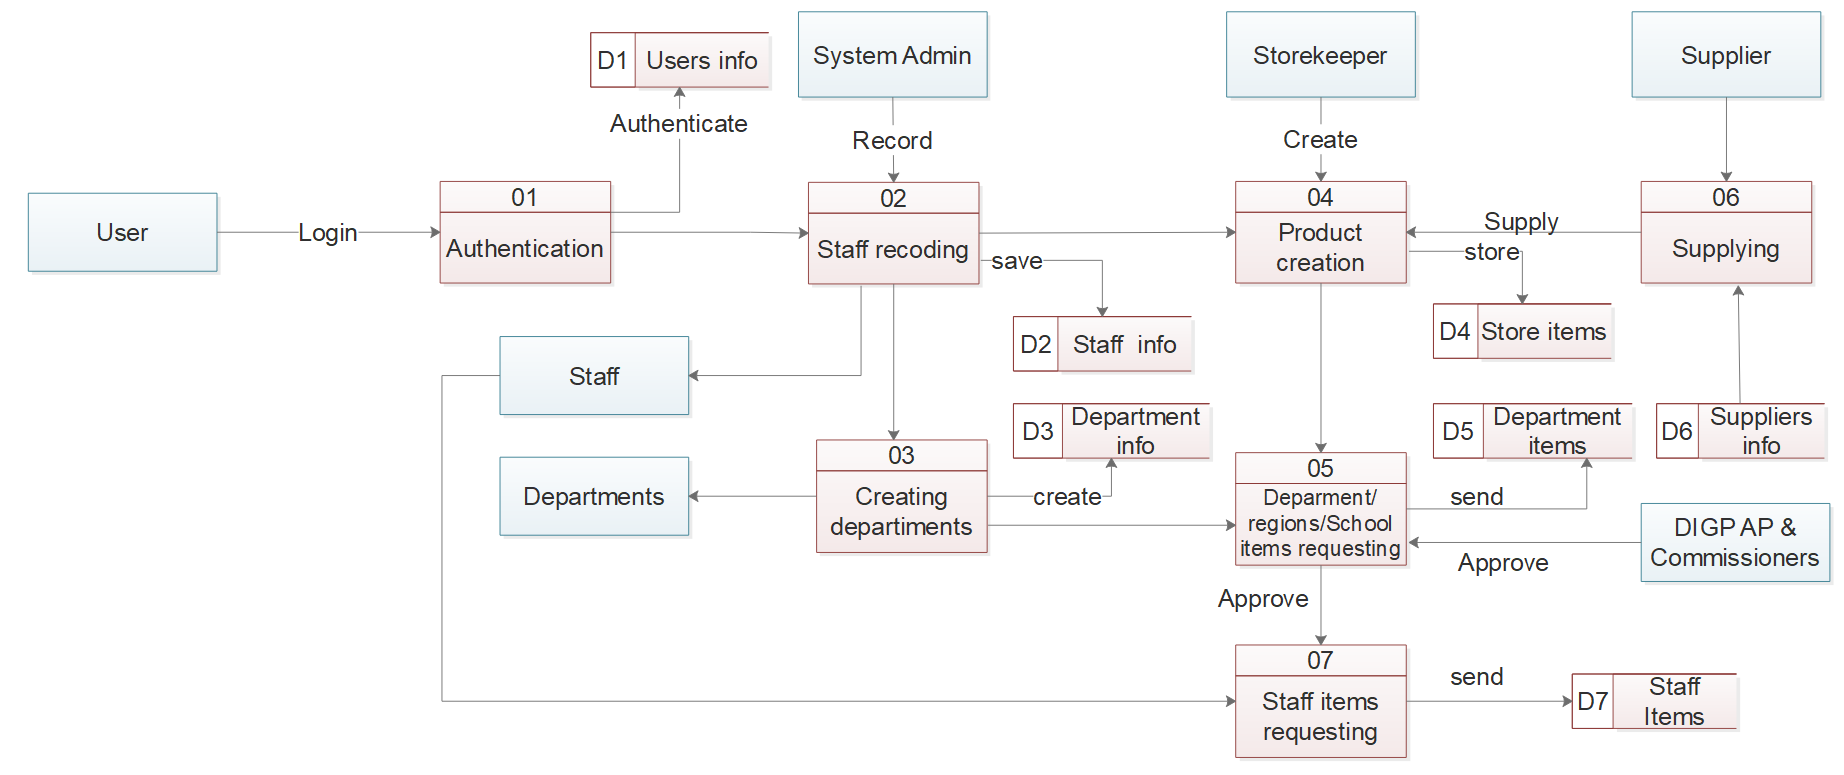 D1
Users info
System Admin
Storekeeper
Supplier
Authenticate
Record
Create
User
Login
01
Authentication
02
Staff recoding
04
Product
creation
06
Supplying
Supply
store
save
D2
Staff  info
D4
Store items
Staff
D3
Department
info
D5
Department
items
D6
Suppliers
info
Departments
03
Creating
departiments
create
05
Deparment/
regions/School
items requesting
send
DIGP AP &
Commissioners
Approve
Approve
07
Staff items
requesting
send
D7
Staff
Items